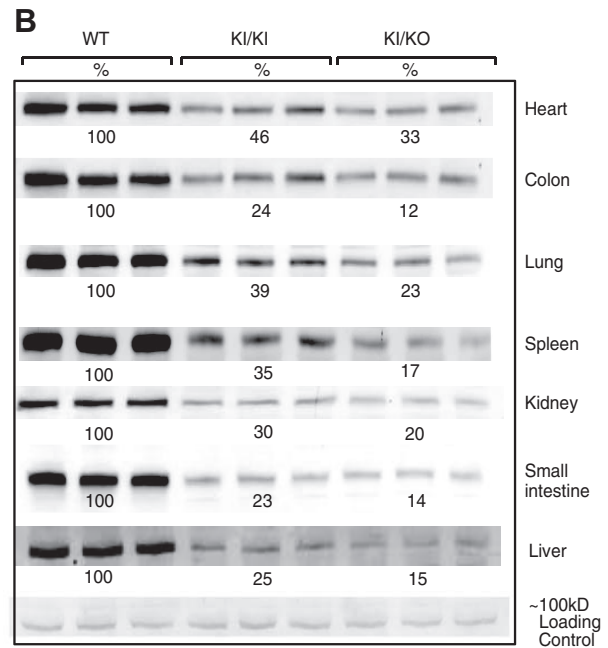 B
WT KI/KI KI/KO
% % %
Heart
100 46 33
Colon
100 24 12
Lung
100 39 23
Spleen
100 35 17
Kidney
100 30 20
Small
intestine
100 23 14
Liver
100 25 15
~100kD
Loading
Control